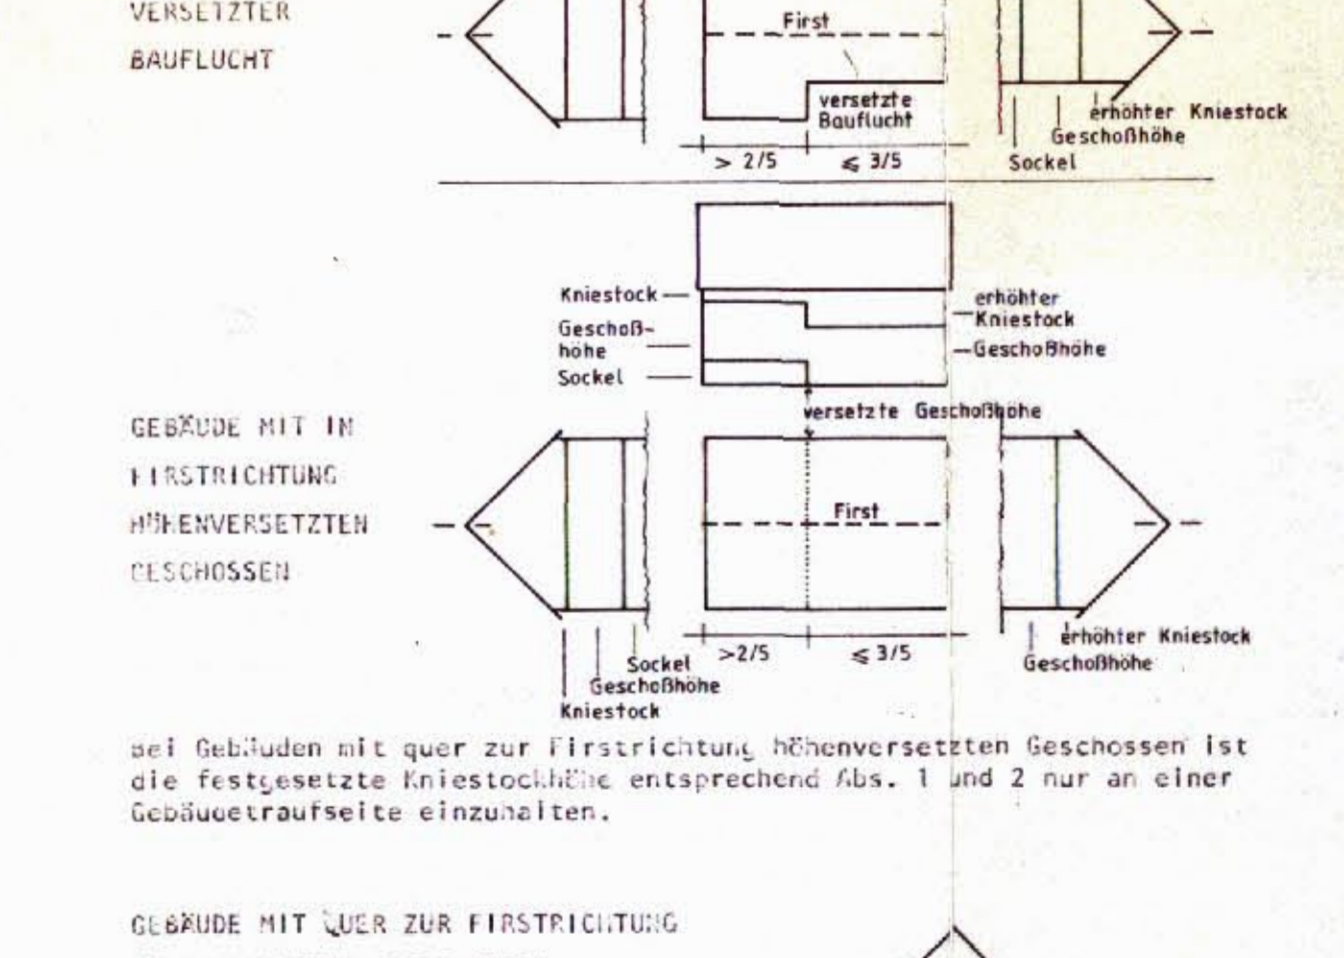 VERSETZTER
BAUFLUCHT
First
versetzte
Bauflucht
> 2/5
⩽ 3/5
erhöhter Kniestock
Geschoßhöhe
Sockel
Kniestock
Geschoß-
höhe
Sockel
erhöhter
Kniestock
Geschoßhöhe
versetzte Geschoßhöhe
GEBÄUDE MIT IN
FIRSTRICHTUNG
HÖHENVERSETZTEN
GESCHOSSEN
First
>2/5
⩽ 3/5
Sockel
Geschoßhöhe
Kniestock
erhöhter Kniestock
Geschoßhöhe
Bei Gebäuden mit quer zur Firstrichtung höhenversetzten Geschossen ist
die festgesetzte Kniestockhöhe entsprechend Abs. 1 und 2 nur an einer
Gebäudetraufseite einzuhalten.
GEBÄUDE MIT QUER ZUR FIRSTRICHTUNG